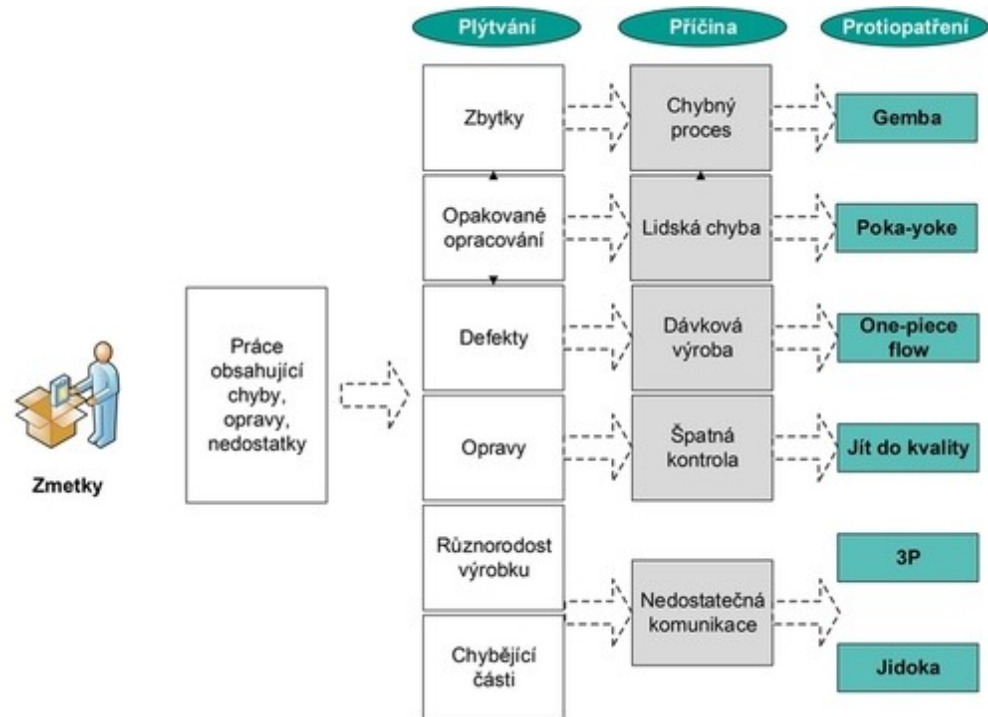 Plýtvání
Příčina
Protiopatření
Zbytky
Chybný
proces
Gemba
Opakované
opracování
Lidská chyba
Poka-yoke
Práce
obsahující
chyby,
opravy,
nedostatky
Zmetky
Defekty
Dávková
výroba
One-piece
flow
Opravy
Špatná
kontrola
Jít do kvality
Různorodost
výrobku
Chybějící
části
Nedostatečná
komunikace
3P
Jidoka